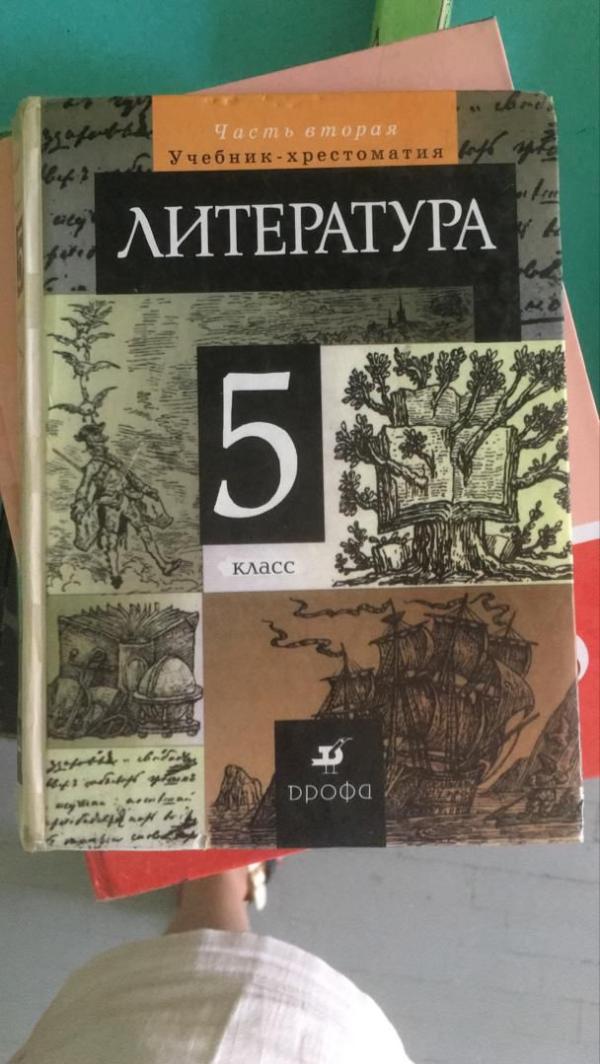 Часть вторая
Учебник-хрестоматия
ЛИТЕРАТУРА
5
класс
ДРОФА